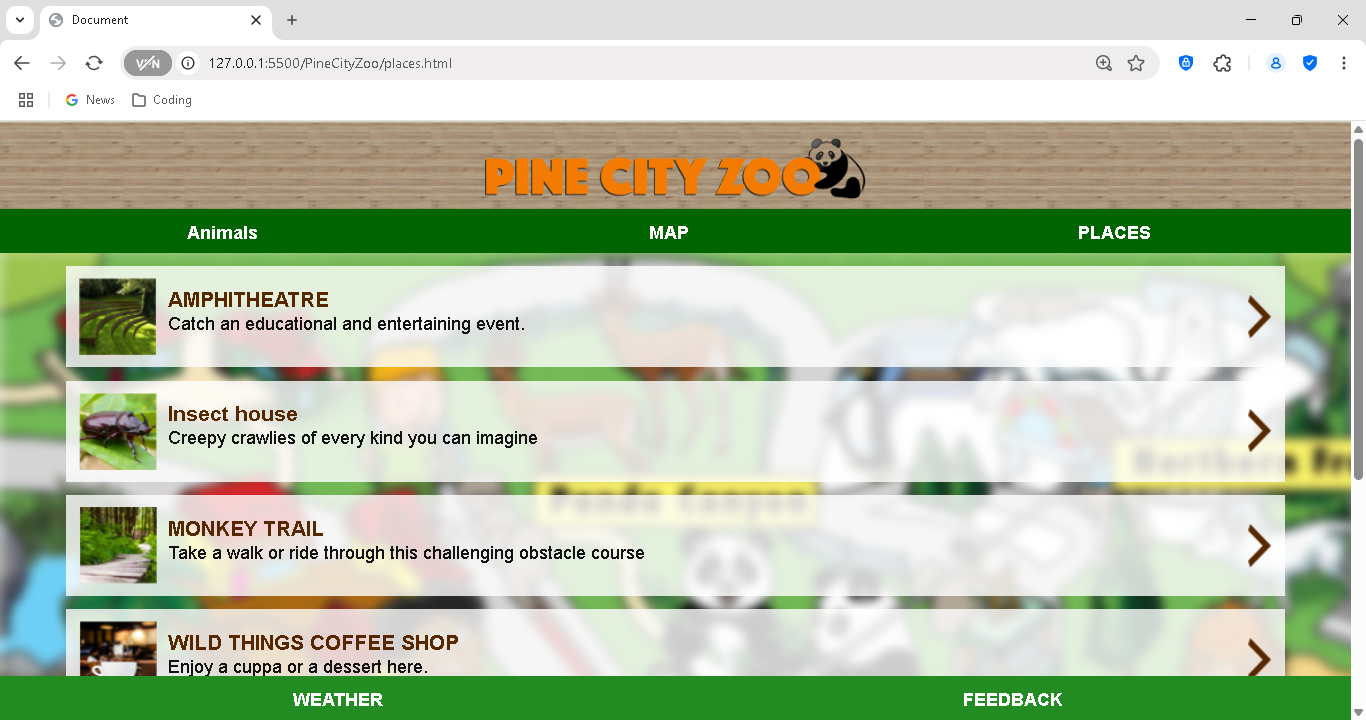 Document
VPN
127.0.0.1:5500/PineCityZoo/places.html
News
Coding
PINE CITY ZOO
Animals
MAP
PLACES
AMPHITHEATRE
Catch an educational and entertaining event.
Insect house
Creepy crawlies of every kind you can imagine
Northern Fr
Panda Canyon
MONKEY TRAIL
Take a walk or ride through this challenging obstacle course
WILD THINGS COFFEE SHOP
Enjoy a cuppa or a dessert here.
WEATHER
FEEDBACK